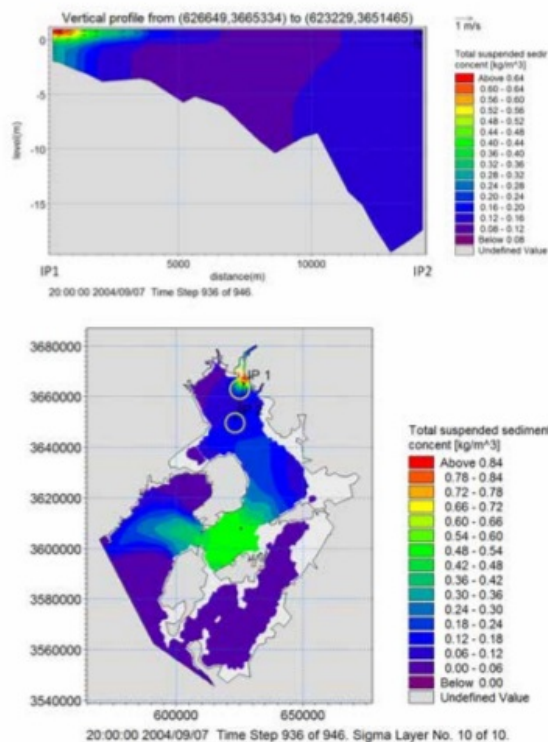 Vertical profile from (626649,3665334) to (623229,3651465)
1 m/s
Total suspended sedi
concent [kg/m^3]
Above 0.64
0.60 - 0.64
0.56 - 0.60
0.52 - 0.56
0.48 - 0.52
0.44 - 0.48
0.40 - 0.44
0.36 - 0.40
0.32 - 0.36
0.28 - 0.32
0.24 - 0.28
0.20 - 0.24
0.16 - 0.20
0.12 - 0.16
0.08 - 0.12
Below 0.08
Undefined Value
level(m)
0
-5
-10
-15
IP1
5000
10000
IP2
distance(m)
20:00:00 2004/09/07 Time Step 936 of 946.
3680000
3660000
3640000
3620000
3600000
3580000
3560000
3540000
IP 1
600000
650000
Total suspended sediment
concent [kg/m^3]
Above 0.84
0.78 - 0.84
0.72 - 0.78
0.66 - 0.72
0.60 - 0.66
0.54 - 0.60
0.48 - 0.54
0.42 - 0.48
0.36 - 0.42
0.30 - 0.36
0.24 - 0.30
0.18 - 0.24
0.12 - 0.18
0.06 - 0.12
0.00 - 0.06
Below 0.00
Undefined Value
20:00:00 2004/09/07 Time Step 936 of 946. Sigma Layer No. 10 of 10.